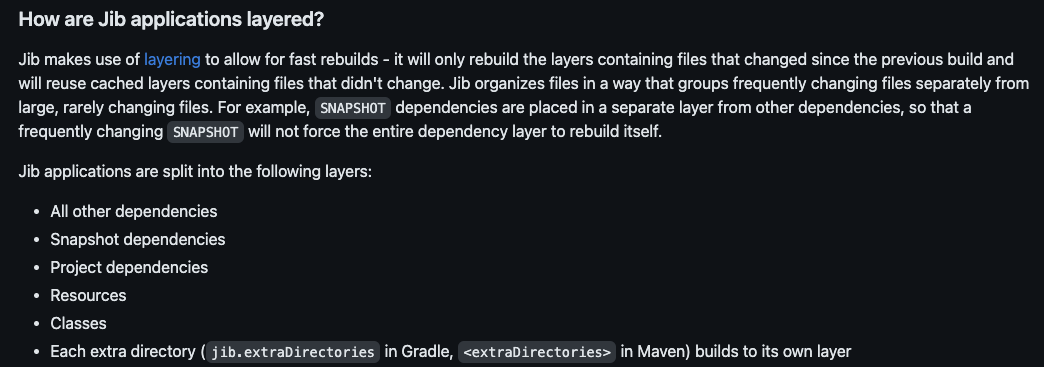 How are Jib applications layered?
Jib makes use of layering to allow for fast rebuilds - it will only rebuild the layers containing files that changed since the previous build and
will reuse cached layers containing files that didn't change. Jib organizes files in a way that groups frequently changing files separately from
large, rarely changing files. For example, SNAPSHOT dependencies are placed in a separate layer from other dependencies, so that a
frequently changing SNAPSHOT will not force the entire dependency layer to rebuild itself.
Jib applications are split into the following layers:
• All other dependencies
• Snapshot dependencies
• Project dependencies
• Resources
• Classes
• Each extra directory (jib.extraDirectories in Gradle, <extraDirectories> in Maven) builds to its own layer